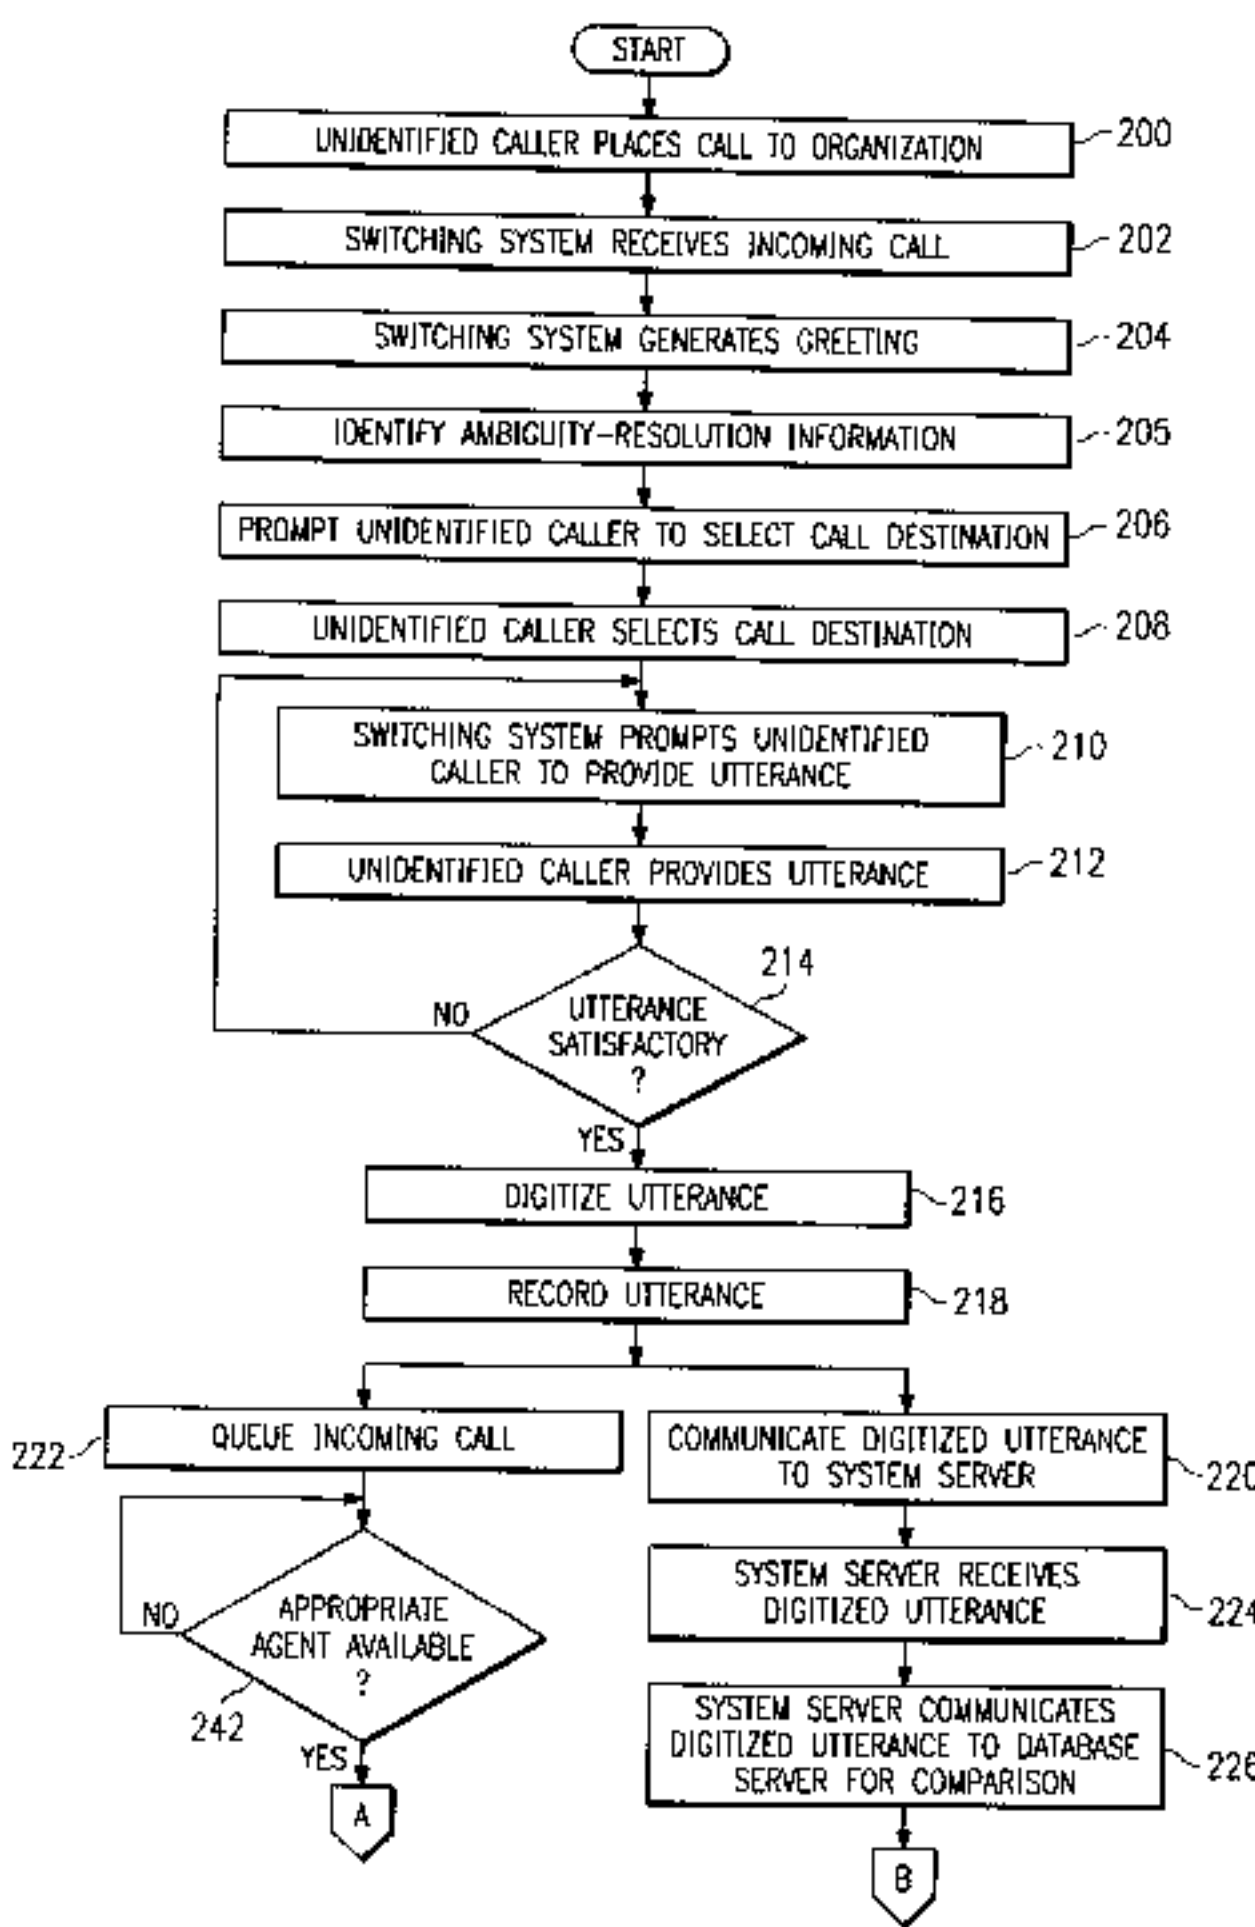 START
UNIDENTIFIED CALLER PLACES CALL TO ORGANIZATION
200
SWITCHING SYSTEM RECEIVES INCOMING CALL
202
SWITCHING SYSTEM GENERATES GREETING
204
IDENTIFY AMBIGUITY-RESOLUTION INFORMATION
205
PROMPT UNIDENTIFIED CALLER TO SELECT CALL DESTINATION
206
UNIDENTIFIED CALLER SELECTS CALL DESTINATION
208
SWITCHING SYSTEM PROMPTS UNIDENTIFIED
CALLER TO PROVIDE UTTERANCE
210
UNIDENTIFIED CALLER PROVIDES UTTERANCE
212
214
UTTERANCE
SATISFACTORY
?
NO
YES
DIGITIZE UTTERANCE
216
RECORD UTTERANCE
218
QUEUE INCOMING CALL
222
APPROPRIATE
AGENT AVAILABLE
?
NO
242
YES
A
COMMUNICATE DIGITIZED UTTERANCE
TO SYSTEM SERVER
220
SYSTEM SERVER RECEIVES
DIGITIZED UTTERANCE
224
SYSTEM SERVER COMMUNICATES
DIGITIZED UTTERANCE TO DATABASE
SERVER FOR COMPARISON
226
B